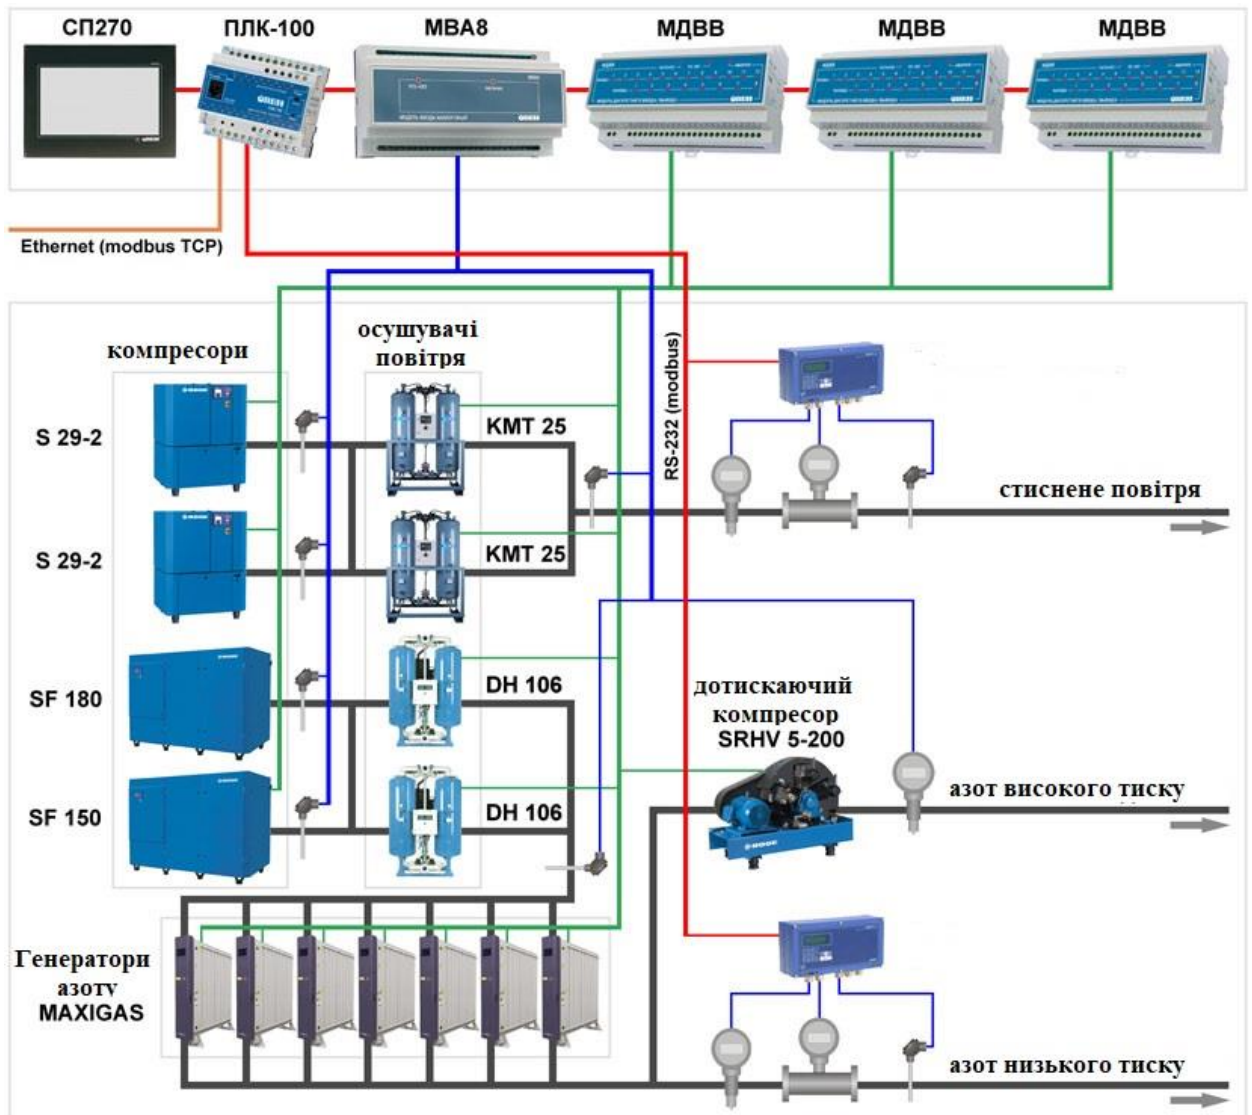 СП270
ПЛК-100
МВА8
МДВВ
МДВВ
МДВВ
Ethernet (modbus TCP)
компресори
осушувачі
повітря
RS-232 (modbus)
S 29-2
КМТ 25
стиснене повітря
S 29-2
КМТ 25
SF 180
DH 106
дотискаючий
компресор
SRHV 5-200
SF 150
DH 106
азот високого тиску
Генератори
азоту
MAXIGAS
азот низького тиску